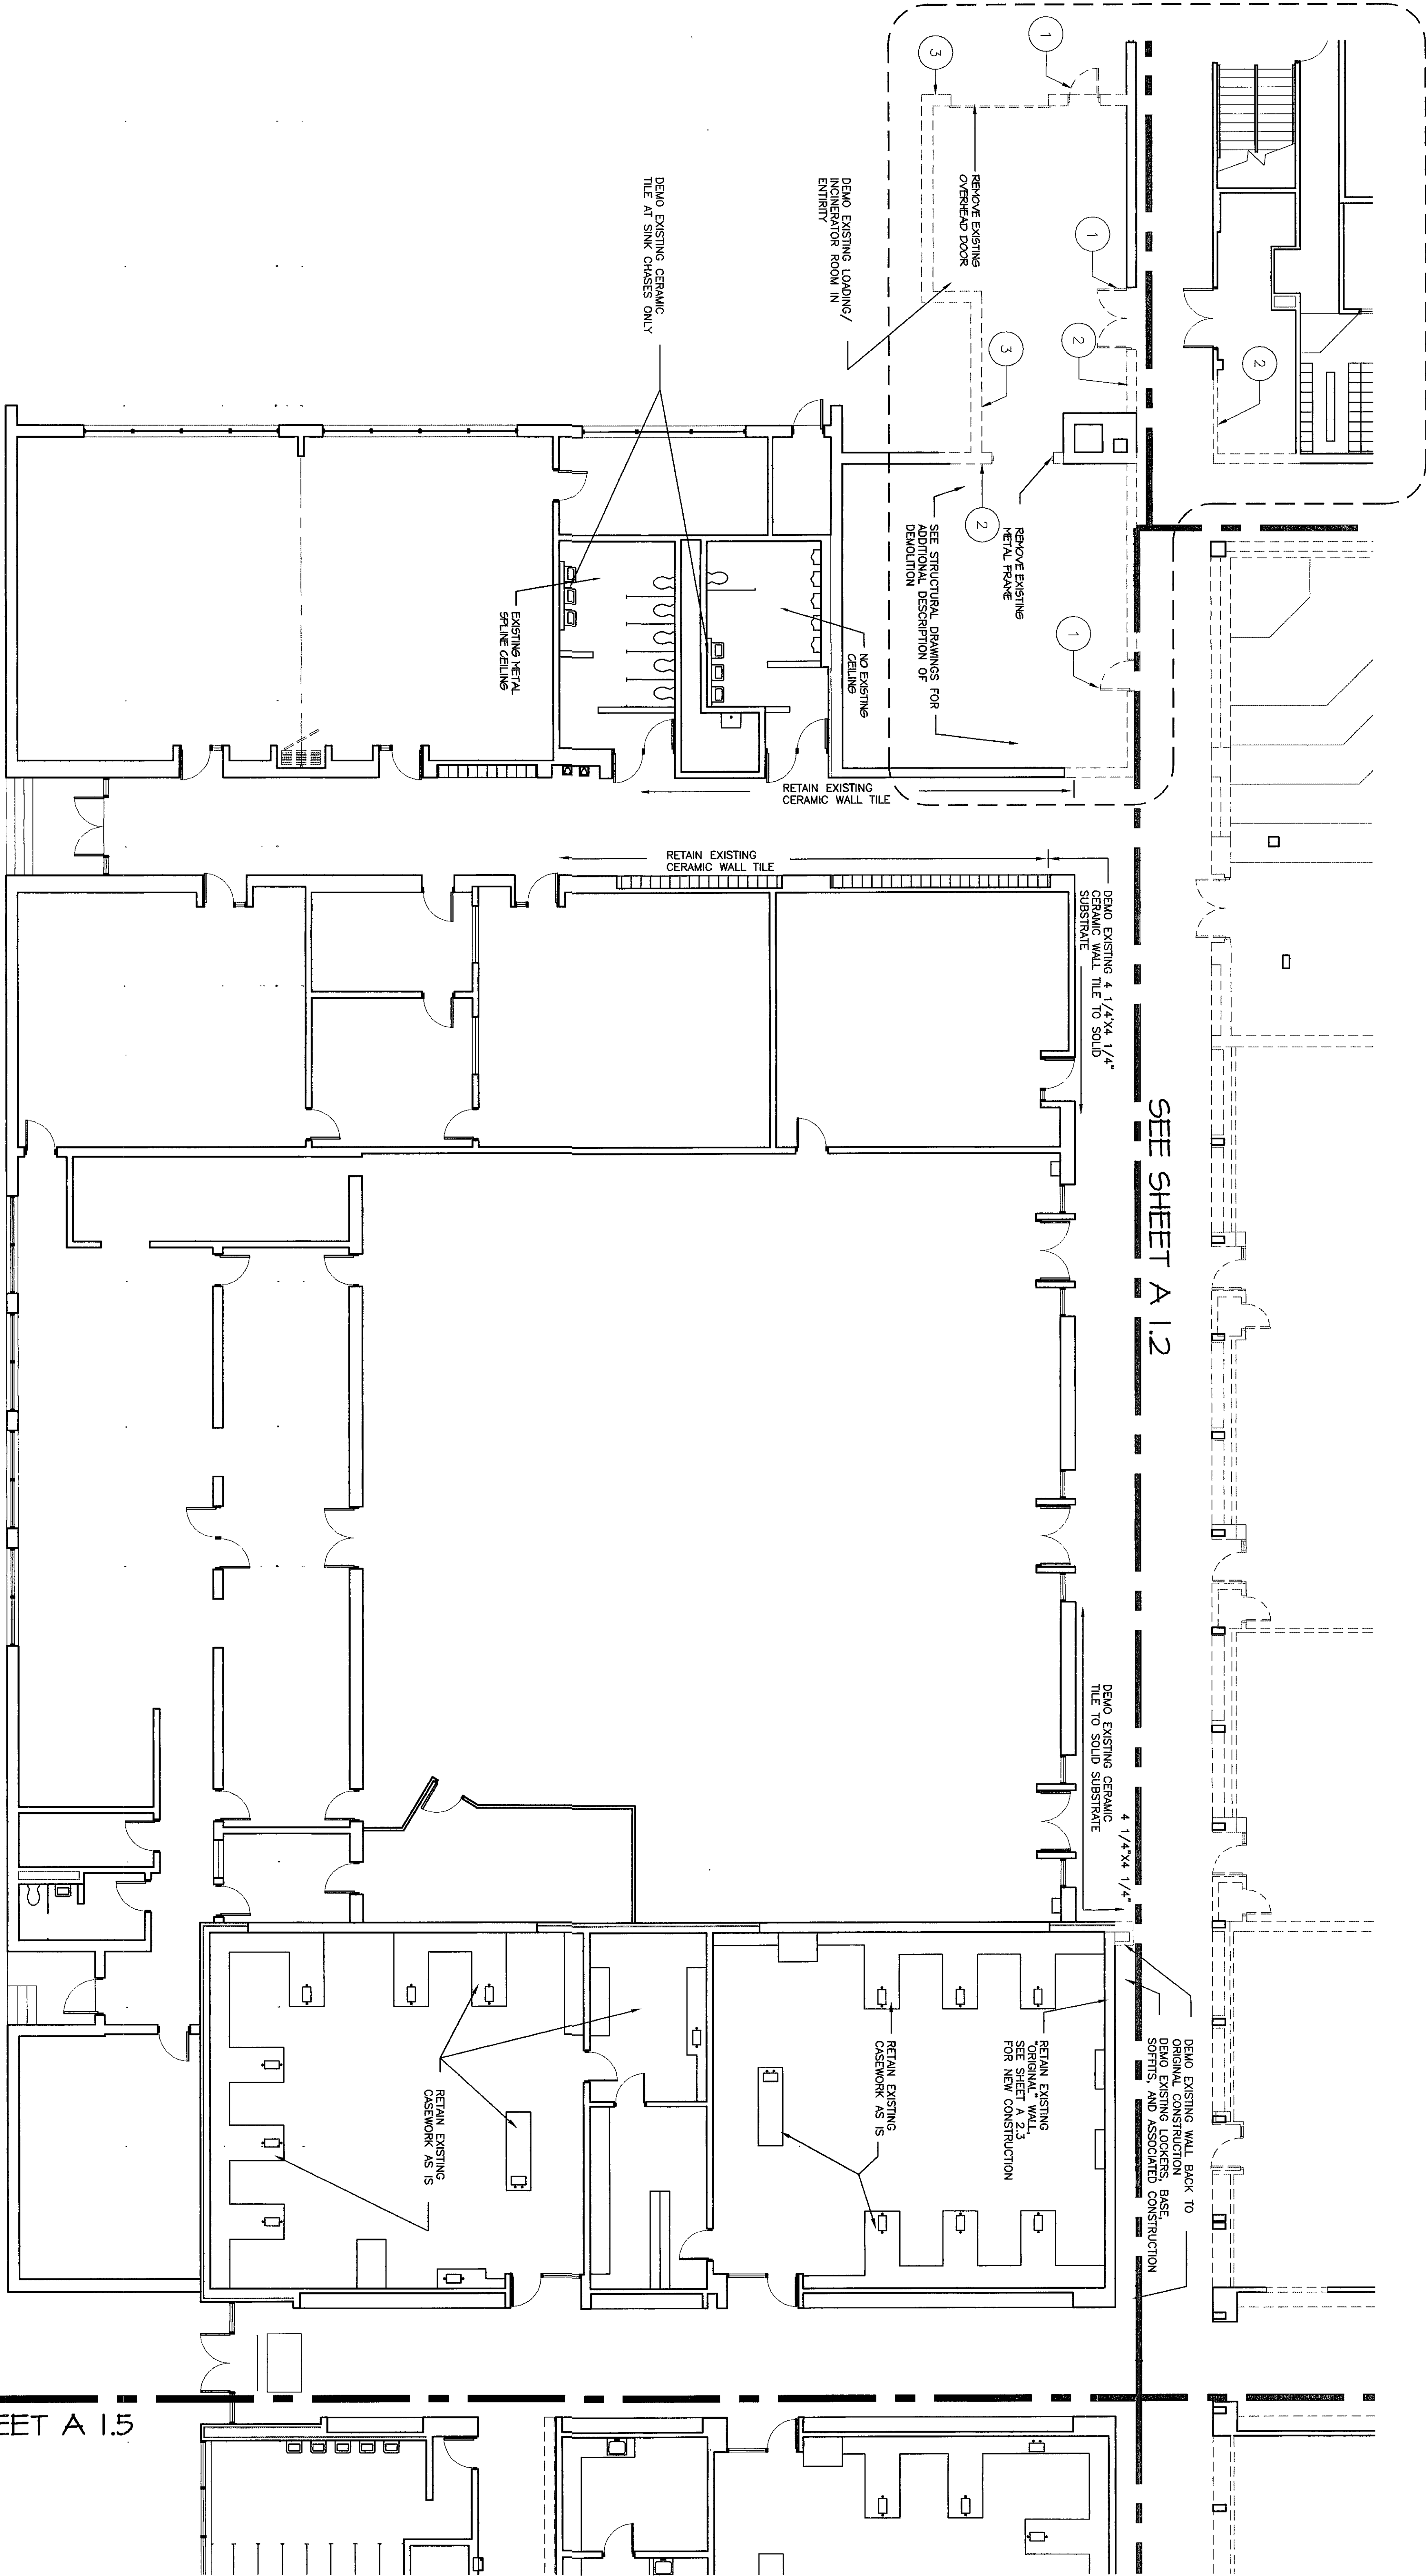 1
3
REMOVE EXISTING
OVERHEAD DOOR
DEMO EXISTING LOADING/
INCINERATOR ROOM IN
ENTIRITY
DEMO EXISTING CERAMIC
TILE AT SINK CHASES ONLY
1
2
2
3
2
REMOVE EXISTING
METAL FRAME
SEE STRUCTURAL DRAWINGS FOR
ADDITIONAL DESCRIPTION OF
DEMOLITION
1
NO EXISTING
CEILING
EXISTING METAL
SPLINE CEILING
RETAIN EXISTING
CERAMIC WALL TILE
RETAIN EXISTING
CERAMIC WALL TILE
DEMO EXISTING 4 1/4'X4 1/4"
CERAMIC WALL TILE TO SOLID
SUBSTRATE
SEE SHEET A 1.2
DEMO EXISTING CERAMIC
TILE TO SOLID SUBSTRATE
4 1/4"X4 1/4"
DEMO EXISTING WALL BACK TO
ORIGINAL CONSTRUCTION
DEMO EXISTING LOCKERS, BASE,
SOFFITS, AND ASSOCIATED CONSTRUCTION
RETAIN EXISTING
"ORIGINAL" WALL,
SEE SHEET A 2.3
FOR NEW CONSTRUCTION
RETAIN EXISTING
CASEWORK AS IS
RETAIN EXISTING
CASEWORK AS IS
EET A 1.5